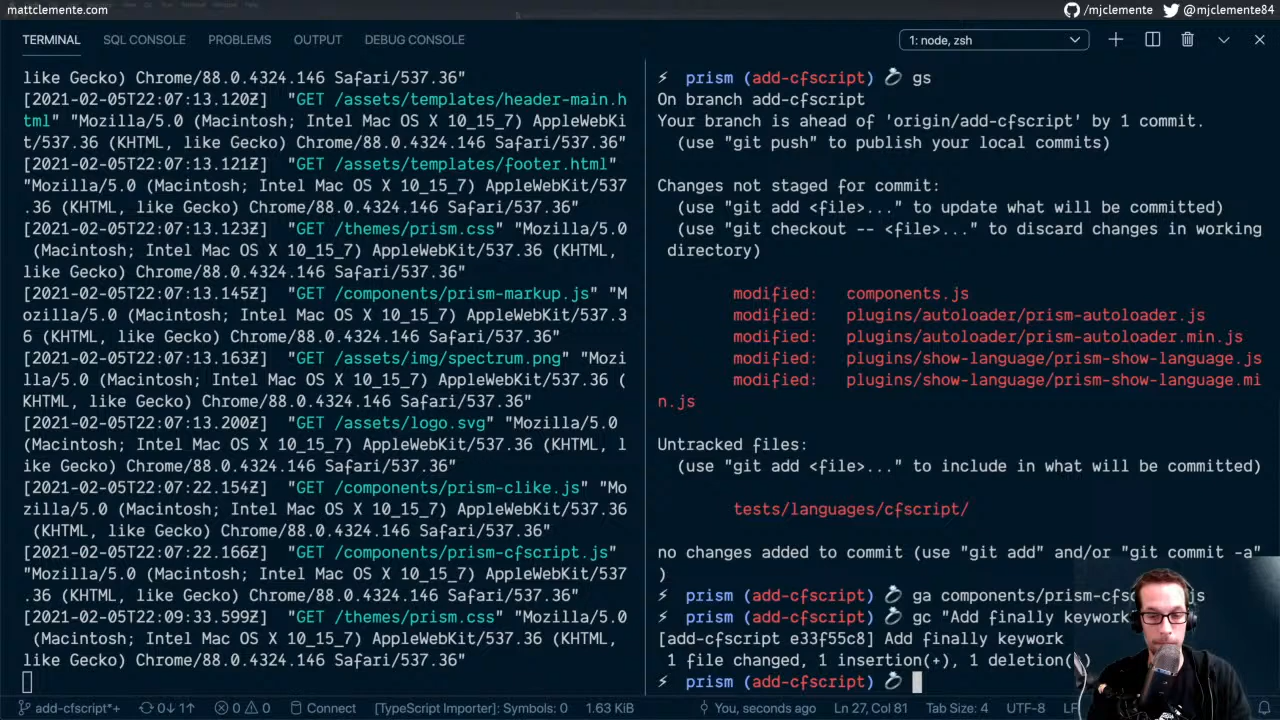 mattclemente.com
/mjclemente @mjclemente84
TERMINAL SQL CONSOLE PROBLEMS OUTPUT DEBUG CONSOLE
1: node, zsh
like Gecko) Chrome/88.0.4324.146 Safari/537.36"
[2021-02-05T22:07:13.120Z] "GET /assets/templates/header-main.h
tml" "Mozilla/5.0 (Macintosh; Intel Mac OS X 10_15_7) AppleWebKi
t/537.36 (KHTML, like Gecko) Chrome/88.0.4324.146 Safari/537.36"
[2021-02-05T22:07:13.121Z] "GET /assets/templates/footer.html"
"Mozilla/5.0 (Macintosh; Intel Mac OS X 10_15_7) AppleWebKit/537
.36 (KHTML, like Gecko) Chrome/88.0.4324.146 Safari/537.36"
[2021-02-05T22:07:13.123Z] "GET /themes/prism.css" "Mozilla/5.0
(Macintosh; Intel Mac OS X 10_15_7) AppleWebKit/537.36 (KHTML,
like Gecko) Chrome/88.0.4324.146 Safari/537.36"
[2021-02-05T22:07:13.145Z] "GET /components/prism-markup.js" "M
ozilla/5.0 (Macintosh; Intel Mac OS X 10_15_7) AppleWebKit/537.3
6 (KHTML, like Gecko) Chrome/88.0.4324.146 Safari/537.36"
[2021-02-05T22:07:13.163Z] "GET /assets/img/spectrum.png" "Mozi
lla/5.0 (Macintosh; Intel Mac OS X 10_15_7) AppleWebKit/537.36 (
KHTML, like Gecko) Chrome/88.0.4324.146 Safari/537.36"
[2021-02-05T22:07:13.200Z] "GET /assets/logo.svg" "Mozilla/5.0
(Macintosh; Intel Mac OS X 10_15_7) AppleWebKit/537.36 (KHTML, l
ike Gecko) Chrome/88.0.4324.146 Safari/537.36"
[2021-02-05T22:07:22.154Z] "GET /components/prism-clike.js" "Mo
zilla/5.0 (Macintosh; Intel Mac OS X 10_15_7) AppleWebKit/537.36
(KHTML, like Gecko) Chrome/88.0.4324.146 Safari/537.36"
[2021-02-05T22:07:22.166Z] "GET /components/prism-cfscript.js"
"Mozilla/5.0 (Macintosh; Intel Mac OS X 10_15_7) AppleWebKit/537
.36 (KHTML, like Gecko) Chrome/88.0.4324.146 Safari/537.36"
[2021-02-05T22:09:33.599Z] "GET /themes/prism.css" "Mozilla/5.0
(Macintosh; Intel Mac OS X 10_15_7) AppleWebKit/537.36 (KHTML,
like Gecko) Chrome/88.0.4324.146 Safari/537.36"
⚡ prism (add-cfscript) 💍 gs
On branch add-cfscript
Your branch is ahead of 'origin/add-cfscript' by 1 commit.
(use "git push" to publish your local commits)
Changes not staged for commit:
(use "git add <file>..." to update what will be committed)
(use "git checkout -- <file>..." to discard changes in working
directory)
modified: components.js
modified: plugins/autoloader/prism-autoloader.js
modified: plugins/autoloader/prism-autoloader.min.js
modified: plugins/show-language/prism-show-language.js
modified: plugins/show-language/prism-show-language.mi
n.js
Untracked files:
(use "git add <file>..." to include in what will be committed)
tests/languages/cfscript/
no changes added to commit (use "git add" and/or "git commit -a"
)
⚡ prism (add-cfscript) 💍 ga components/prism-cfsc js
⚡ prism (add-cfscript) 💍 gc "Add finally keywork
[add-cfscript e33f55c8] Add finally keywork
1 file changed, 1 insertion(+), 1 deletion(
⚡ prism (add-cfscript) 💍
add-cfscript*+ 0↓ 1↑ 0 0 Connect [TypeScript Importer]: Symbols: 0 1.63 KiB You, seconds ago Ln 27, Col 81 Tab Size: 4 UTF-8 LF